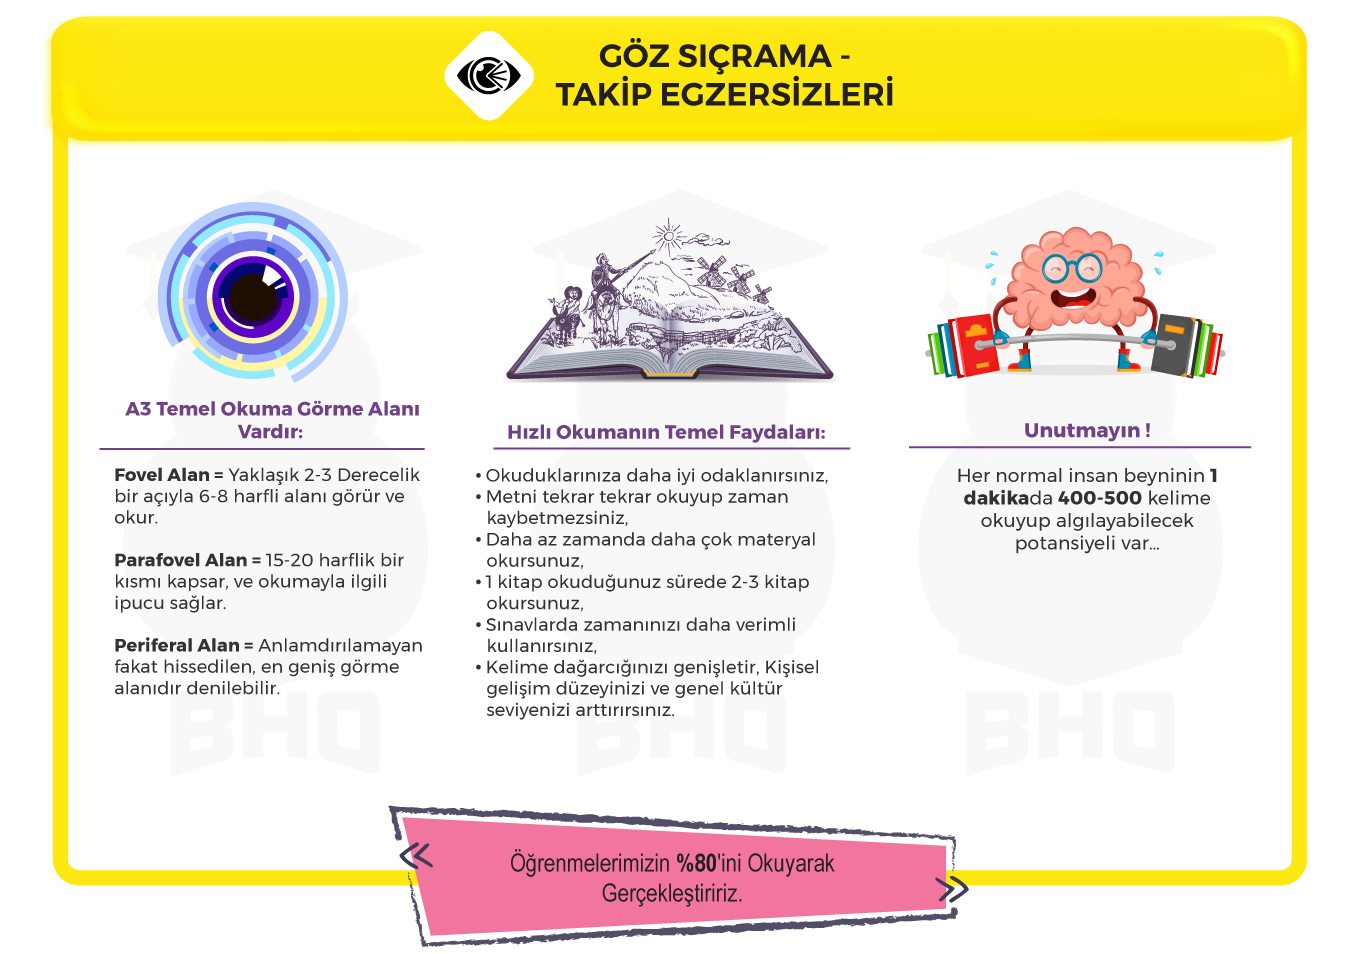 GÖZ SIÇRAMA -
TAKİP EGZERSİZLERİ
A3 Temel Okuma Görme Alanı
Vardır:
Fovel Alan = Yaklaşık 2-3 Derecelik
bir açıyla 6-8 harfli alanı görür ve
okur.
Parafovel Alan = 15-20 harflik bir
kısmı kapsar, ve okumayla ilgili
ipucu sağlar.
Periferal Alan = Anlamdırılamayan
fakat hissedilen, en geniş görme
alanıdır denilebilir.
Hızlı Okumanın Temel Faydaları:
• Okuduklarınıza daha iyi odaklanırsınız,
• Metni tekrar tekrar okuyup zaman
kaybetmezsiniz,
• Daha az zamanda daha çok materyal
okursunuz,
• 1 kitap okuduğunuz sürede 2-3 kitap
okursunuz,
• Sınavlarda zamanınızı daha verimli
kullanırsınız,
• Kelime dağarcığınızı genişletir, Kişisel
gelişim düzeyinizi ve genel kültür
seviyenizi arttırırsınız.
Unutmayın !
Her normal insan beyninin 1
dakikada 400-500 kelime
okuyup algılayabilecek
potansiyeli var...
BHO
BHO
BHO
Öğrenmelerimizin %80'ini Okuyarak
Gerçekleştiririz.